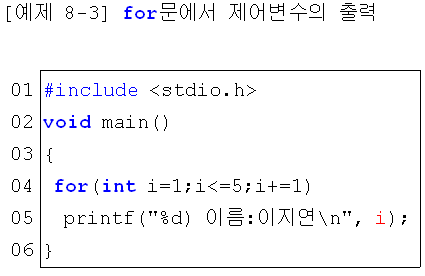 [예제 8-3] for문에서 제어변수의 출력
01 #include <stdio.h>
02 void main()
03 {
04 for(int i=1;i<=5;i+=1)
05 printf("%d) 이름:이지연\n", i);
06 }